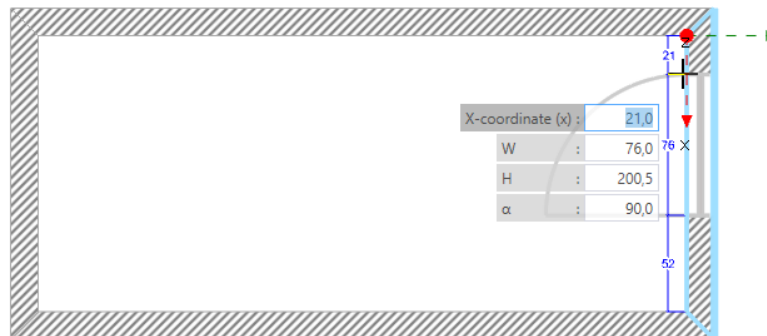 Z
21
X-coordinate (x) : 21,0
W : 76,0
76 X
H : 200,5
α : 90,0
52